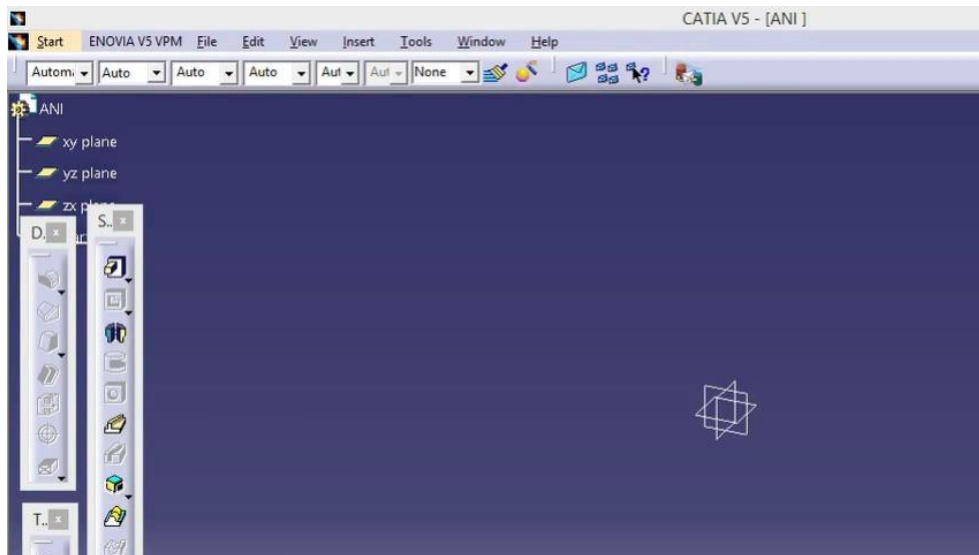 CATIA V5 - [ANI ]
Start ENOVIA V5 VPM File Edit View Insert Tools Window Help
Auto Auto Auto None
ANI
xy plane
yz plane
zx
S..
D.
T..